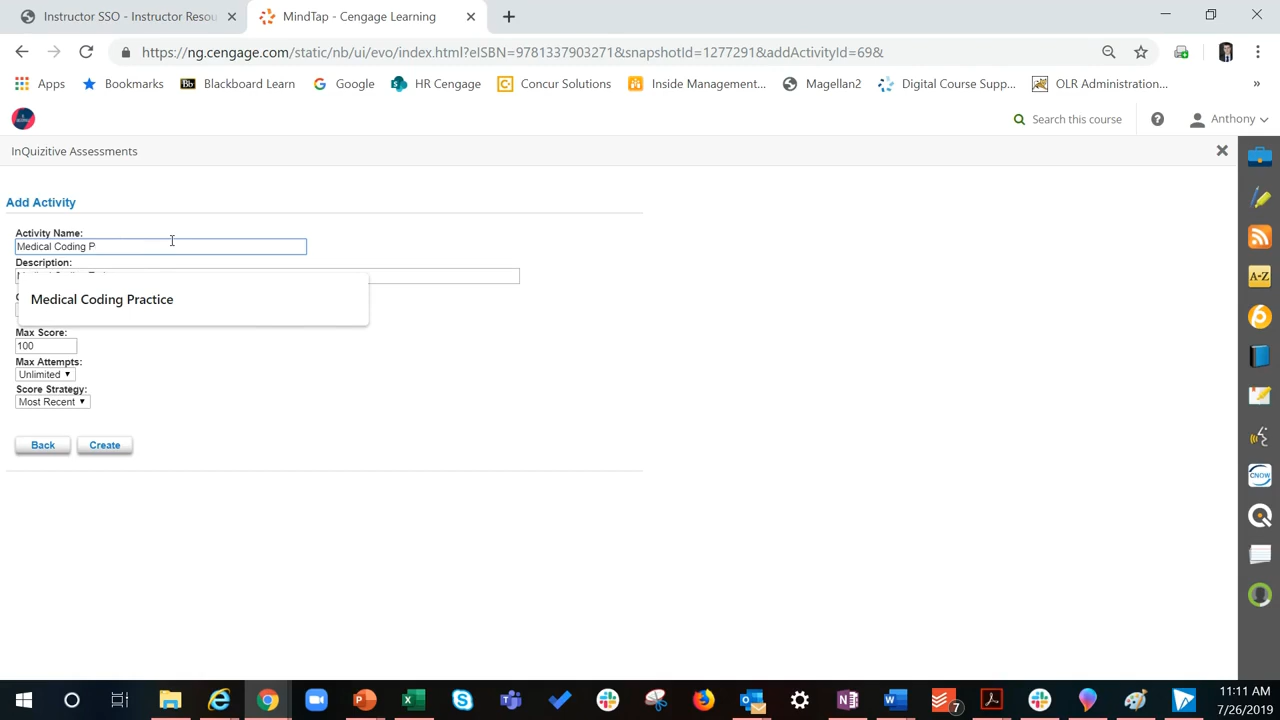 Instructor SSO - Instructor Resou
MindTap - Cengage Learning
https://ng.cengage.com/static/nb/ui/evo/index.html?eISBN=9781337903271&snapshotId=1277291&addActivityId=69&
Apps
Bookmarks
Bb
Blackboard Learn
Google
HR Cengage
Concur Solutions
Inside Management...
Magellan2
Digital Course Supp...
OLR Administration...
»
Search this course
Anthony
InQuizitive Assessments
Add Activity
Activity Name:
Medical Coding P
Description:
Medical Coding Practice
Max Score:
100
Max Attempts:
Unlimited
Score Strategy:
Most Recent
Back
Create
A-Z
CNOW
7
11:11 AM
7/26/2019